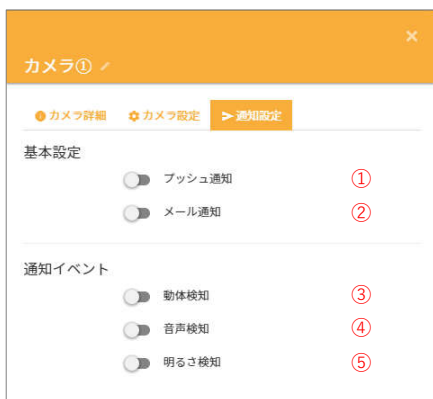 ×
カメラ①
カメラ詳細 カメラ設定 通知設定
基本設定
プッシュ通知 ①
メール通知 ②
通知イベント
動体検知 ③
音声検知 ④
明るさ検知 ⑤